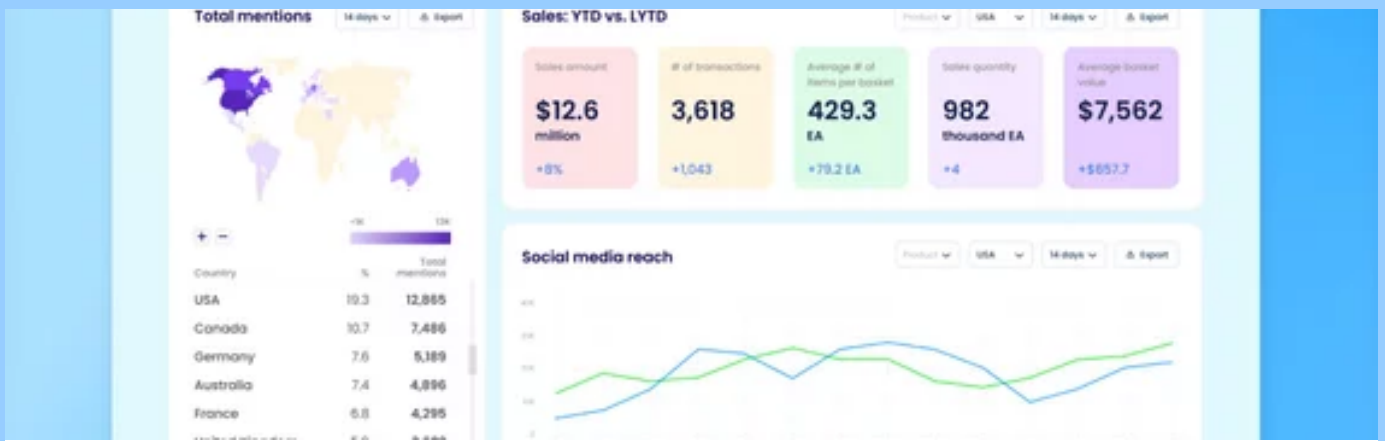 Total mentions
14 days
Export
<1K
12K
Country
%
Total
mentions
USA
19.3
12,865
Canada
10.7
7,486
Germany
7.6
5,189
Australia
7.4
4,896
France
6.8
4,295
Sales: YTD vs. LYTD
Product
USA
14 days
Export
Sales amount
$12.6
million
+8%
# of transactions
3,618
+1,043
Average # of
items per basket
429.3
EA
+79.2 EA
Sales quantity
982
thousand EA
+4
Average basket
value
$7,562
+$657.7
Social media reach
Product
USA
14 days
Export